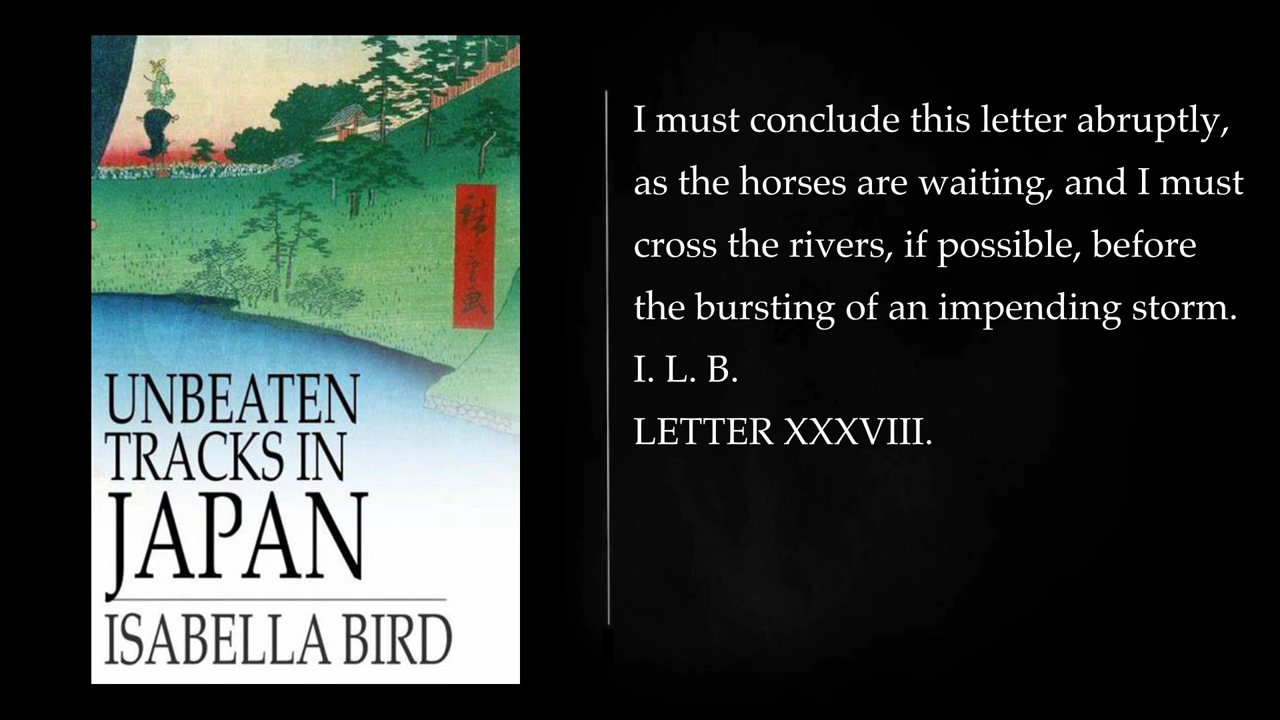 UNBEATEN
TRACKS IN
JAPAN
ISABELLA BIRD
I must conclude this letter abruptly,
as the horses are waiting, and I must
cross the rivers, if possible, before
the bursting of an impending storm.
I. L. B.
LETTER XXXVIII.